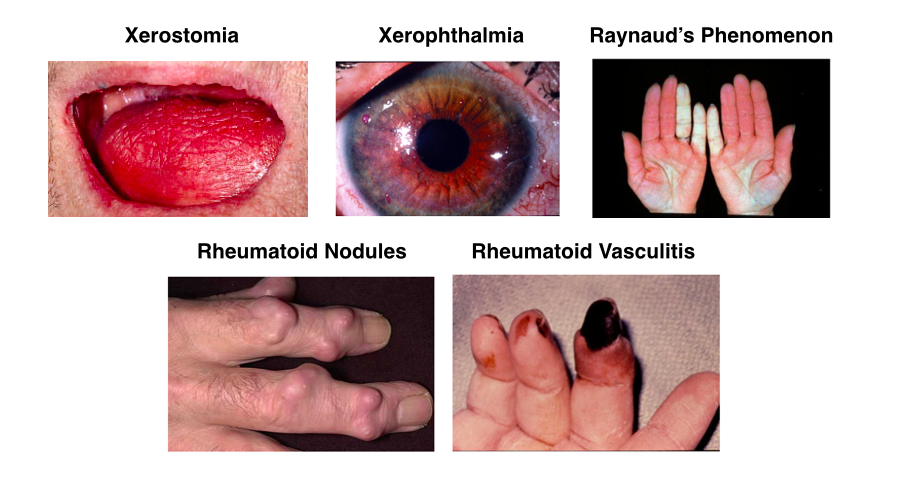 Xerostomia
Xerophthalmia
Raynaud’s Phenomenon
Rheumatoid Nodules
Rheumatoid Vasculitis